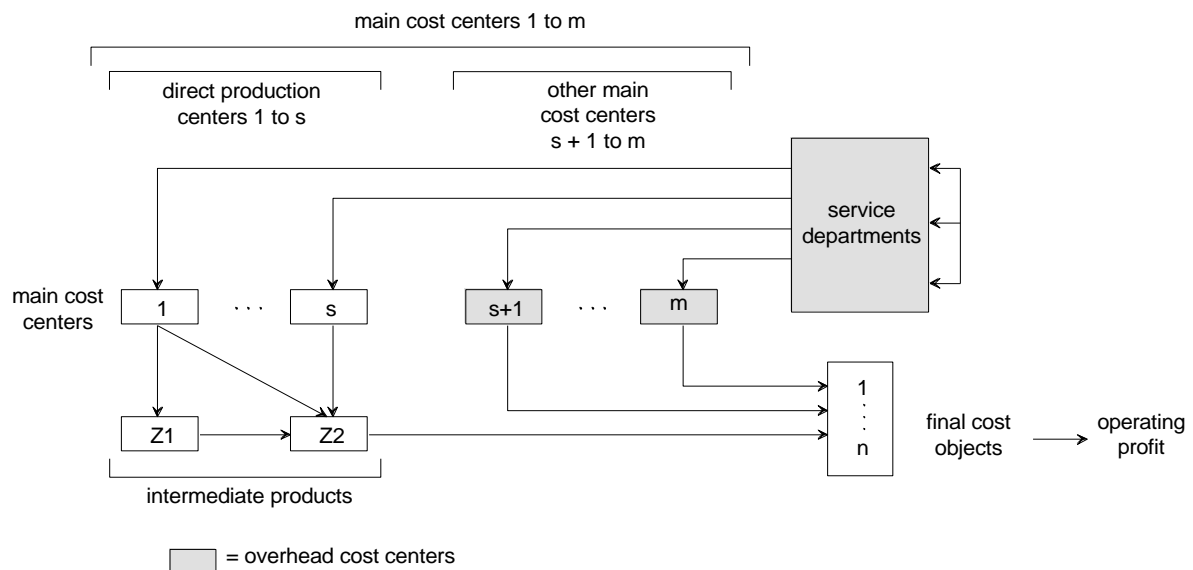 main cost centers 1 to m
direct production
centers 1 to s
other main
cost centers
s + 1 to m
service
departments
main cost
centers
1
. . .
s
s+1
. . .
m
Z1
Z2
1
. . .
n
final cost
objects
operating
profit
intermediate products
= overhead cost centers